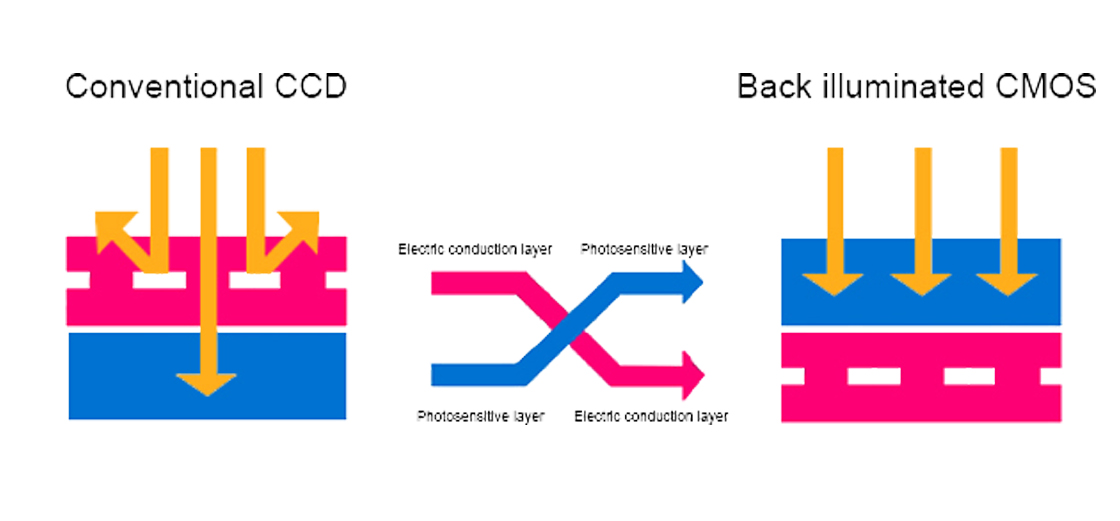 Conventional CCD
Back illuminated CMOS
Electric conduction layer
Photosensitive layer
Photosensitive layer
Electric conduction layer